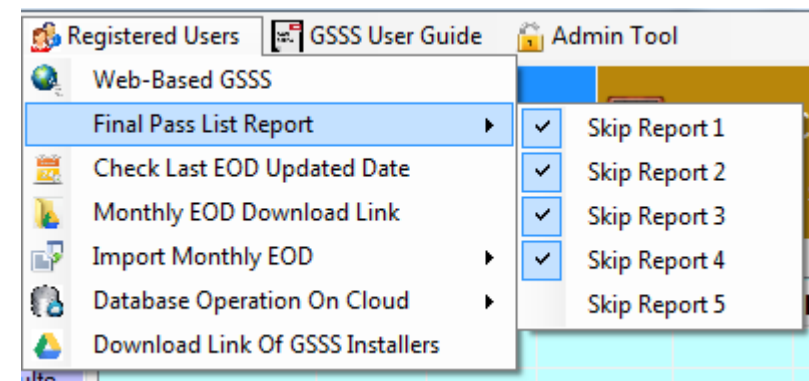 Registered Users GSSS User Guide Admin Tool
Web-Based GSSS
Final Pass List Report
Check Last EOD Updated Date
Monthly EOD Download Link
Import Monthly EOD
Database Operation On Cloud
Download Link Of GSSS Installers
Skip Report 1
Skip Report 2
Skip Report 3
Skip Report 4
Skip Report 5